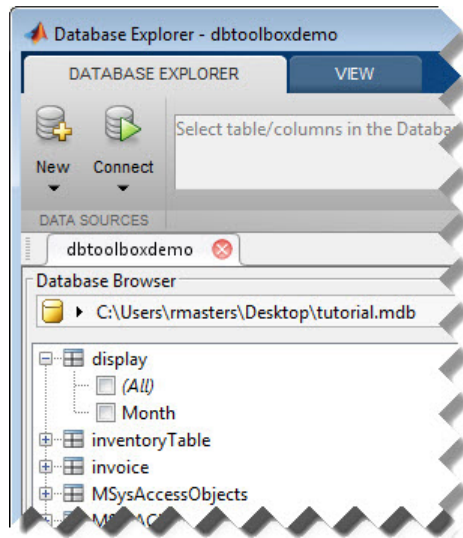 Database Explorer - dbtoolboxdemo
DATABASE EXPLORER VIEW
Select table/columns in the
New Connect
DATA SOURCES
dbtoolboxdemo
Database Browser
C:\Users\rmasters\Desktop\tutorial.mdb
display
(All)
Month
inventoryTable
invoice
MSysAccessObjects